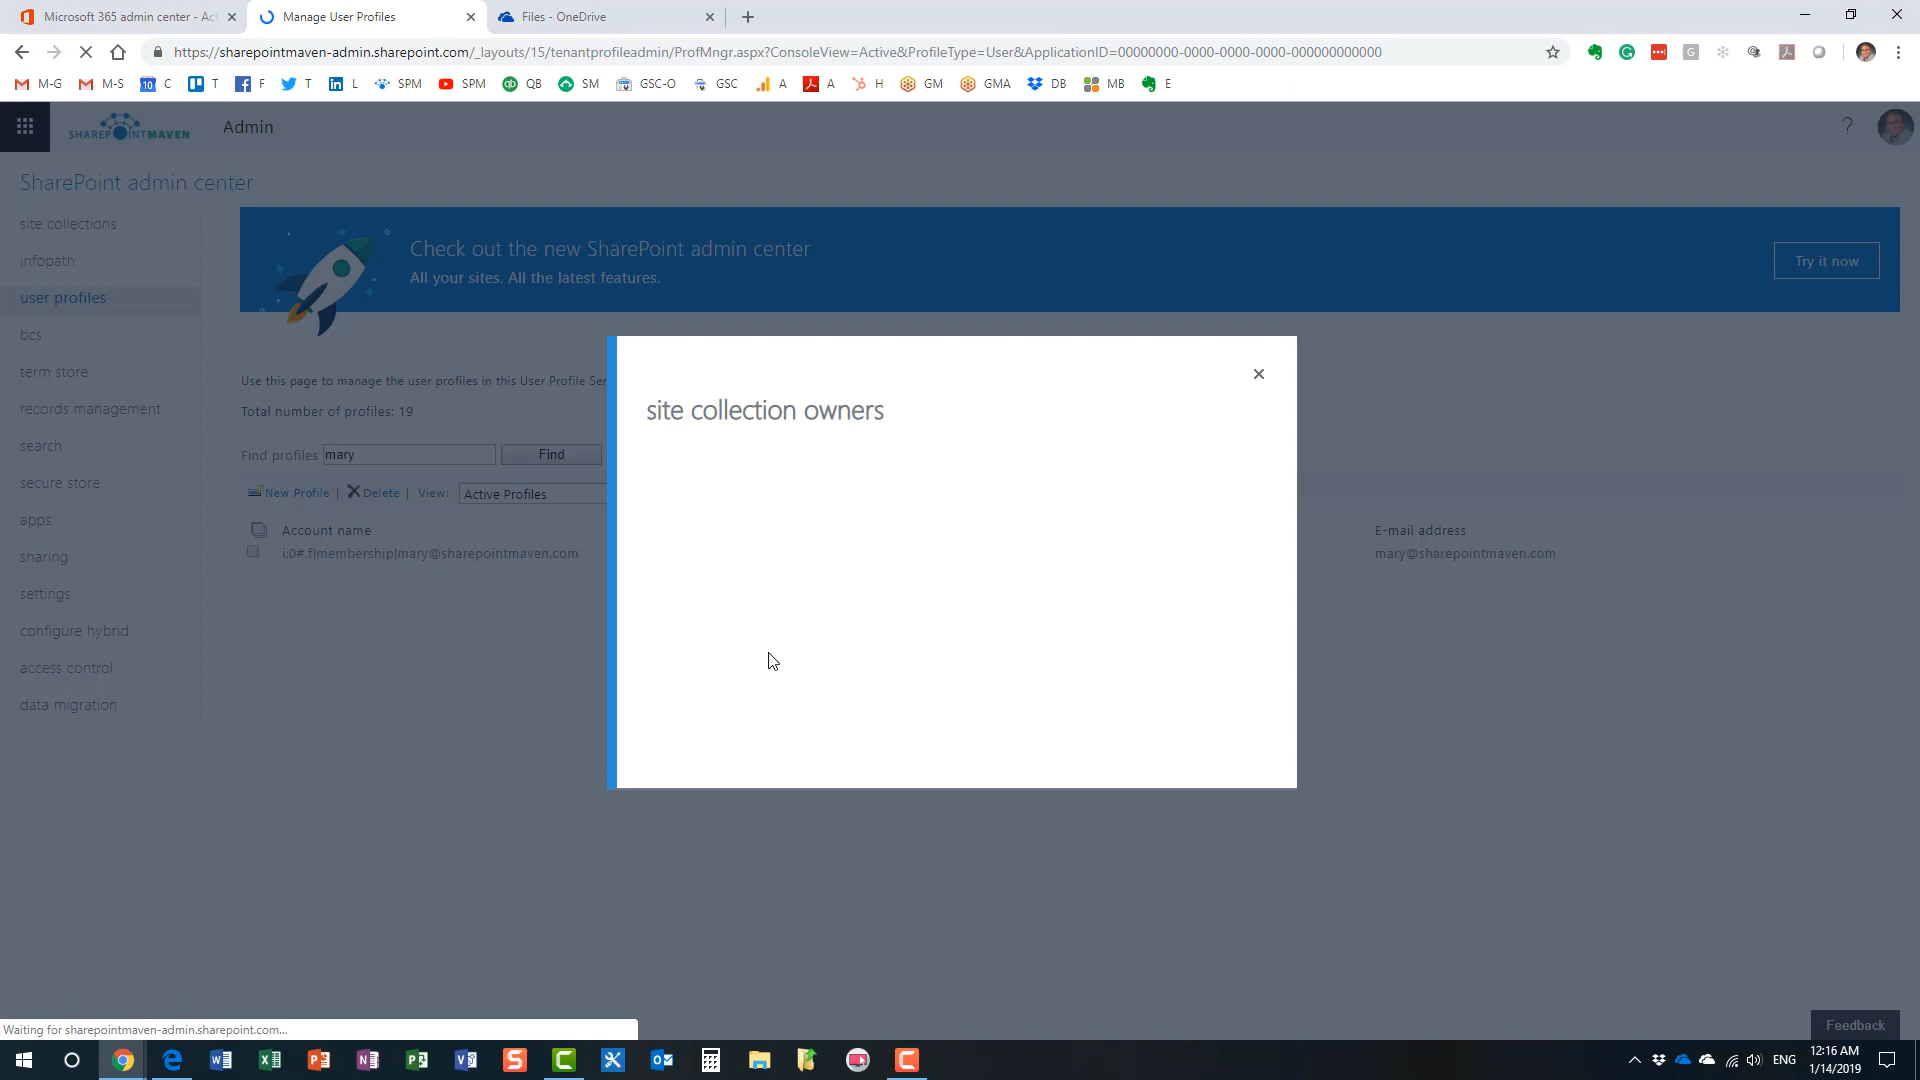 Microsoft 365 admin center - Act
Manage User Profiles
Files - OneDrive
https://sharepointmaven-admin.sharepoint.com/_layouts/15/tenantprofileadmin/ProfMngr.aspx?ConsoleView=Active&ProfileType=User&ApplicationID=00000000-0000-0000-0000-000000000000
M-G M-S C T F T L SPM SPM QB SM GSC-O GSC A A H GM GMA DB MB E
SHAREPOINTMAVEN Admin ?
SharePoint admin center
site collections
infopath
user profiles
bcs
term store
records management
search
secure store
apps
sharing
settings
configure hybrid
access control
data migration
Check out the new SharePoint admin center
All your sites. All the latest features.
Try it now
Use this page to manage the user profiles in this User Profile Ser
Total number of profiles: 19
Find profiles mary Find
New Profile | Delete | View: Active Profiles
Account name E-mail address
i:0#.f|membership|mary@sharepointmaven.com mary@sharepointmaven.com
site collection owners
Feedback
Waiting for sharepointmaven-admin.sharepoint.com...
ENG
12:16 AM
1/14/2019